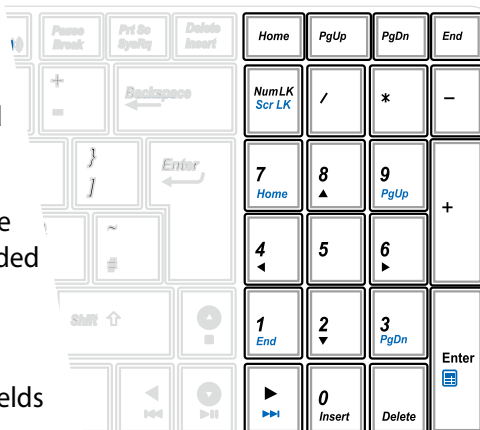 Pause Break
Prt Sc SysRq
Delete Insert
Home
PgUp
PgDn
End
+
=
Backspace
NumLK
Scr LK
/
*
−
}
]
Enter
7
Home
8
9
PgUp
+
e
ded
~
#
4
5
6
Shift
1
End
2
3
PgDn
Enter
elds
0
Insert
Delete